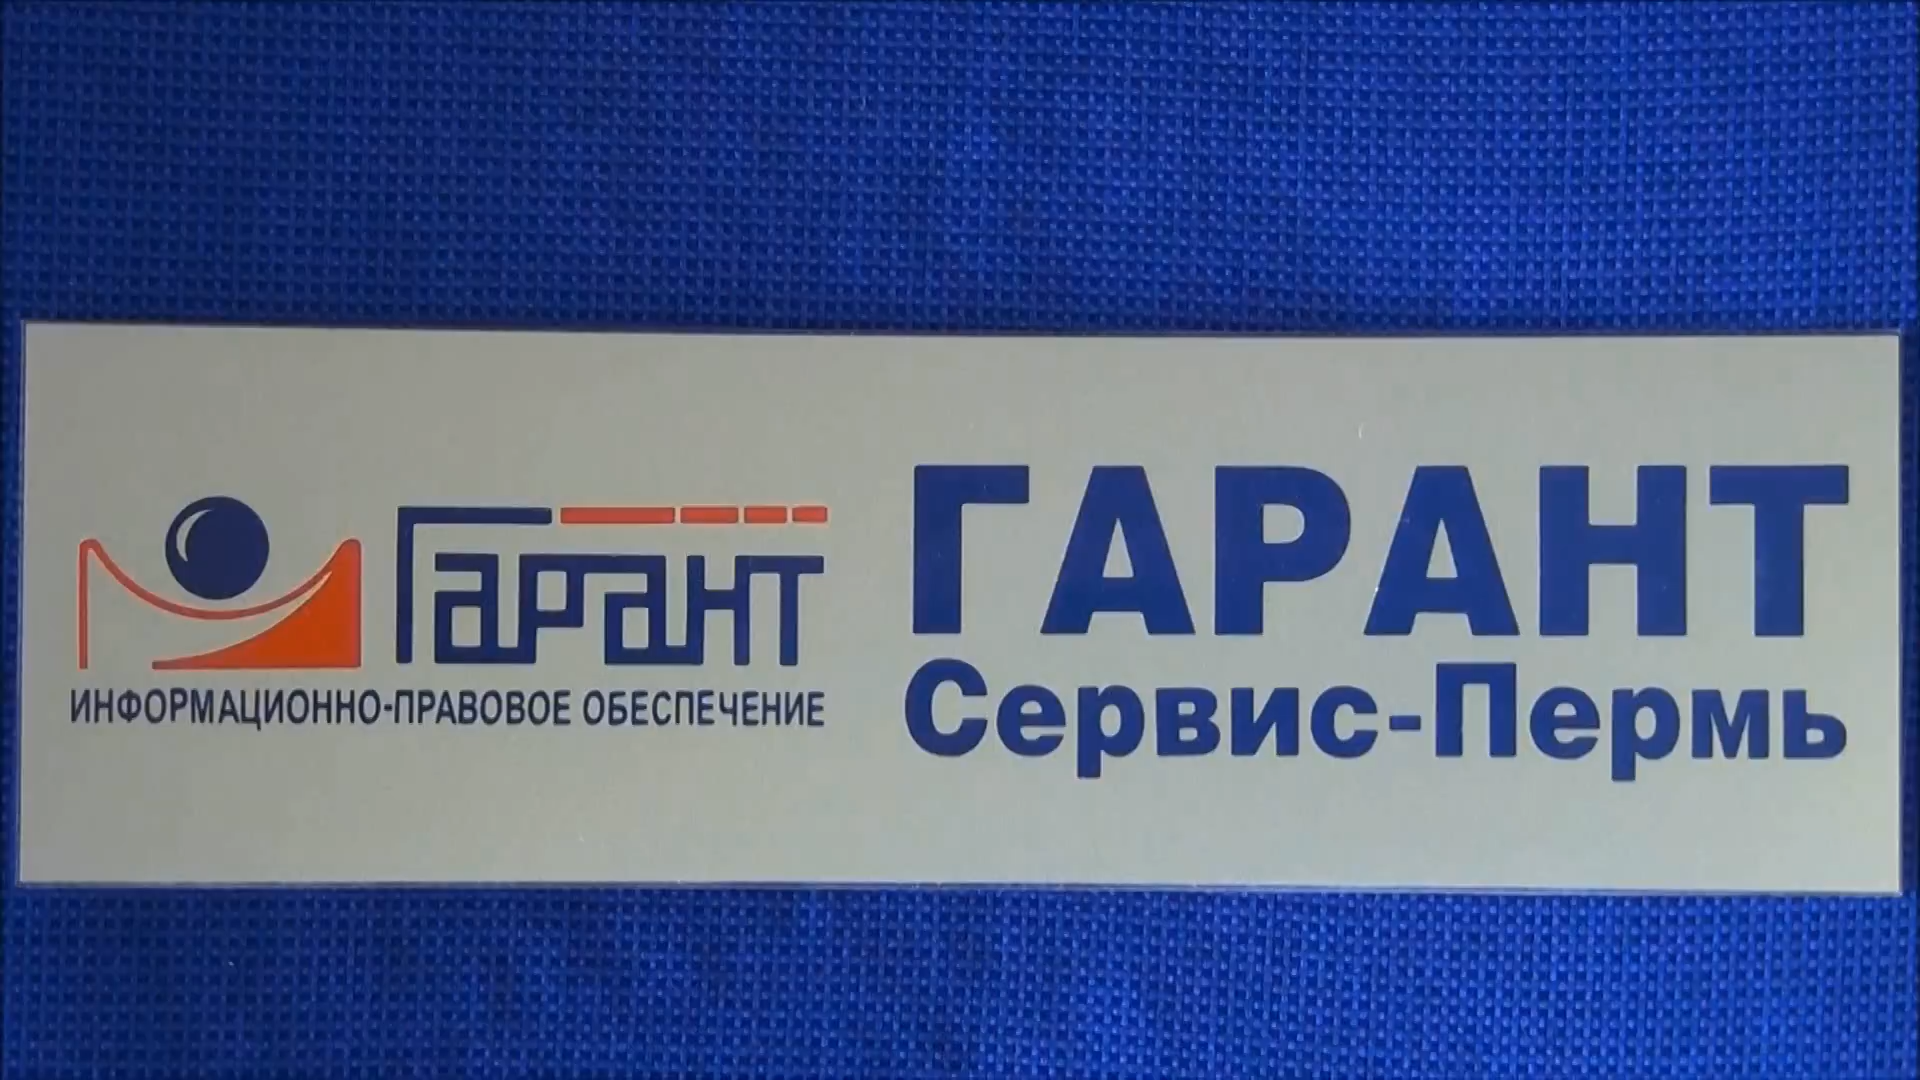 Гарант
ИНФОРМАЦИОННО-ПРАВОВОЕ ОБЕСПЕЧЕНИЕ
ГАРАНТ
Сервис-Пермь